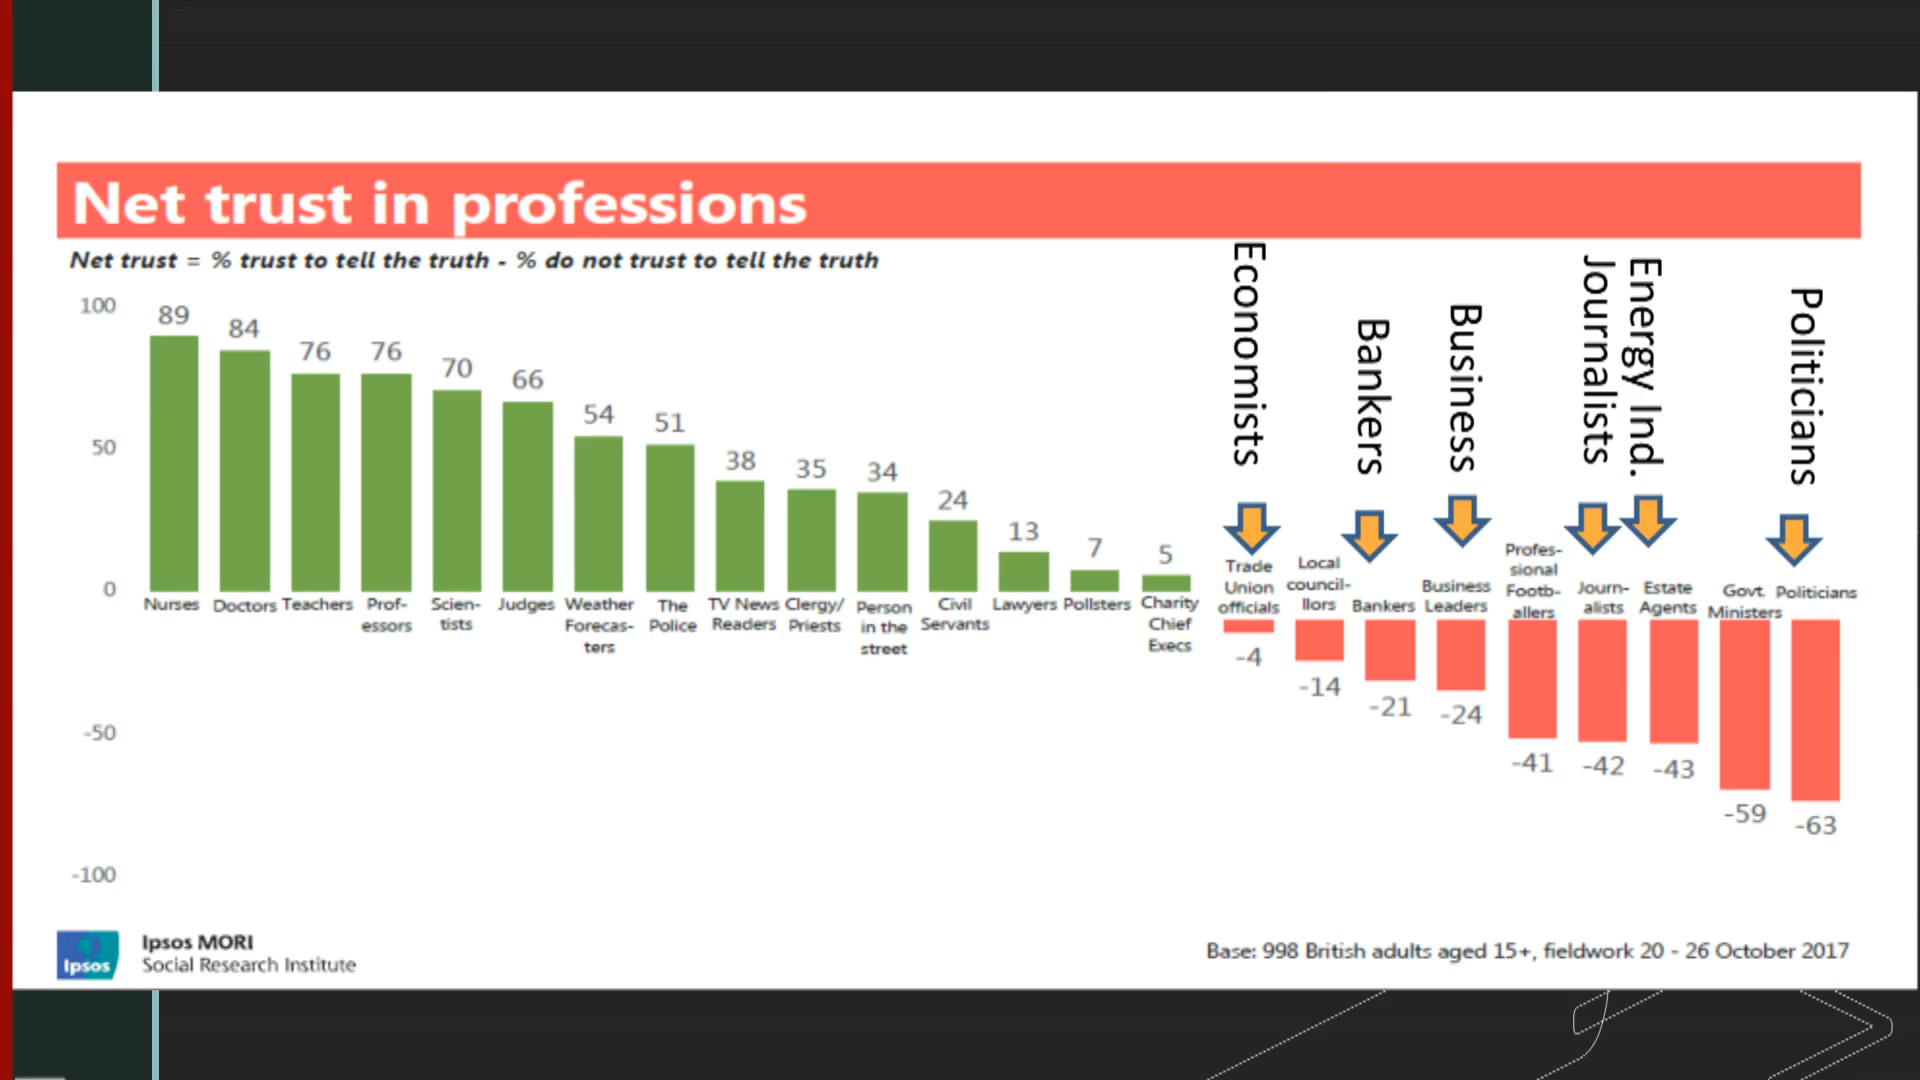 Net trust in professions
Net trust = % trust to tell the truth - % do not trust to tell the truth
Economists
Bankers
Business
Journalists
Energy Ind.
Politicians
100
50
0
-50
-100
89
84
76
76
70
66
54
51
38
35
34
24
13
7
5
Nurses
Doctors
Teachers
Prof-
essors
Scien-
tists
Judges
Weather
Forecas-
ters
The
Police
TV News
Readers
Clergy/
Priests
Person
in the
street
Civil
Servants
Lawyers
Pollsters
Charity
Chief
Execs
Trade
Union
officials
Local
council-
llors
Bankers
Business
Leaders
Profes-
sional
Footb-
allers
Journ-
alists
Estate
Agents
Govt.
Ministers
Politicians
-4
-14
-21
-24
-41
-42
-43
-59
-63
Ipsos
Ipsos MORI
Social Research Institute
Base: 998 British adults aged 15+, fieldwork 20 - 26 October 2017